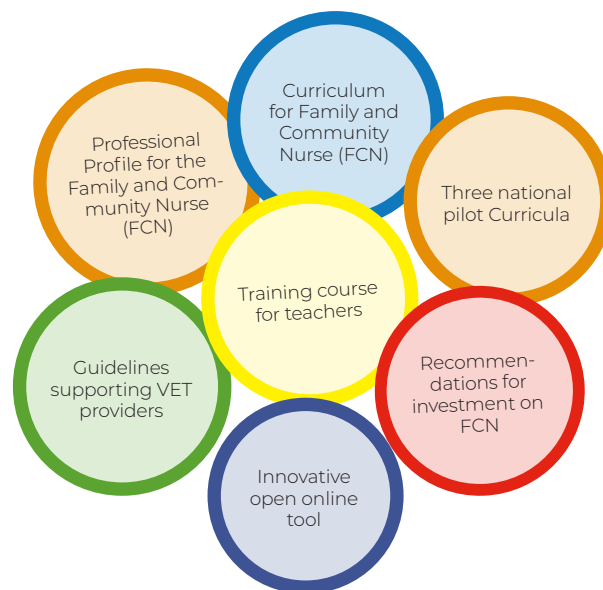 Curriculum
for Family and
Community
Nurse (FCN)
Professional
Profile for the
Family and Com-
munity Nurse
(FCN)
Three national
pilot Curricula
Training course
for teachers
Guidelines
supporting VET
providers
Recommen-
dations for
investment on
FCN
Innovative
open online
tool